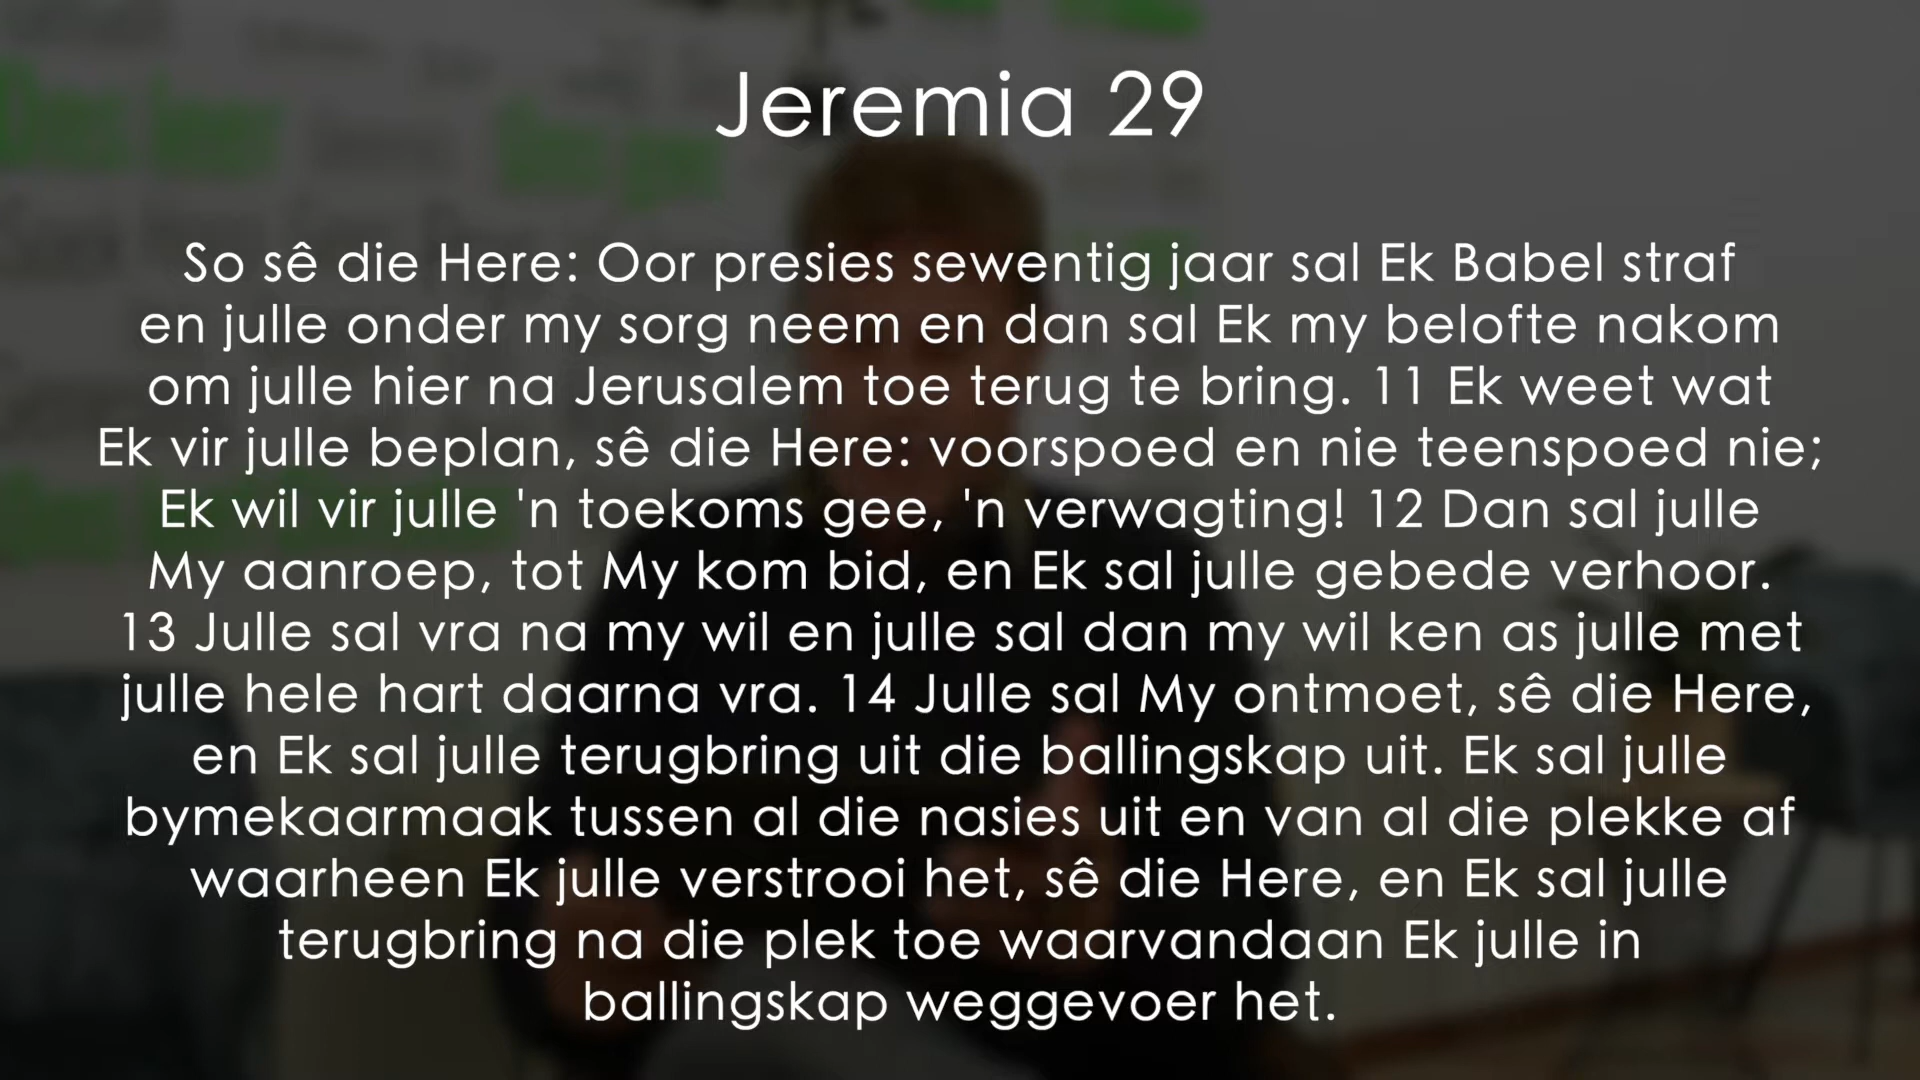 Jeremia 29
So sê die Here: Oor presies sewentig jaar sal Ek Babel straf
en julle onder my sorg neem en dan sal Ek my belofte nakom
om julle hier na Jerusalem toe terug te bring. 11 Ek weet wat
Ek vir julle beplan, sê die Here: voorspoed en nie teenspoed nie;
Ek wil vir julle 'n toekoms gee, 'n verwagting! 12 Dan sal julle
My aanroep, tot My kom bid, en Ek sal julle gebede verhoor.
13 Julle sal vra na my wil en julle sal dan my wil ken as julle met
julle hele hart daarna vra. 14 Julle sal My ontmoet, sê die Here,
en Ek sal julle terugbring uit die ballingskap uit. Ek sal julle
bymekaarmaak tussen al die nasies uit en van al die plekke af
waarheen Ek julle verstrooi het, sê die Here, en Ek sal julle
terugbring na die plek toe waarvandaan Ek julle in
ballingskap weggevoer het.